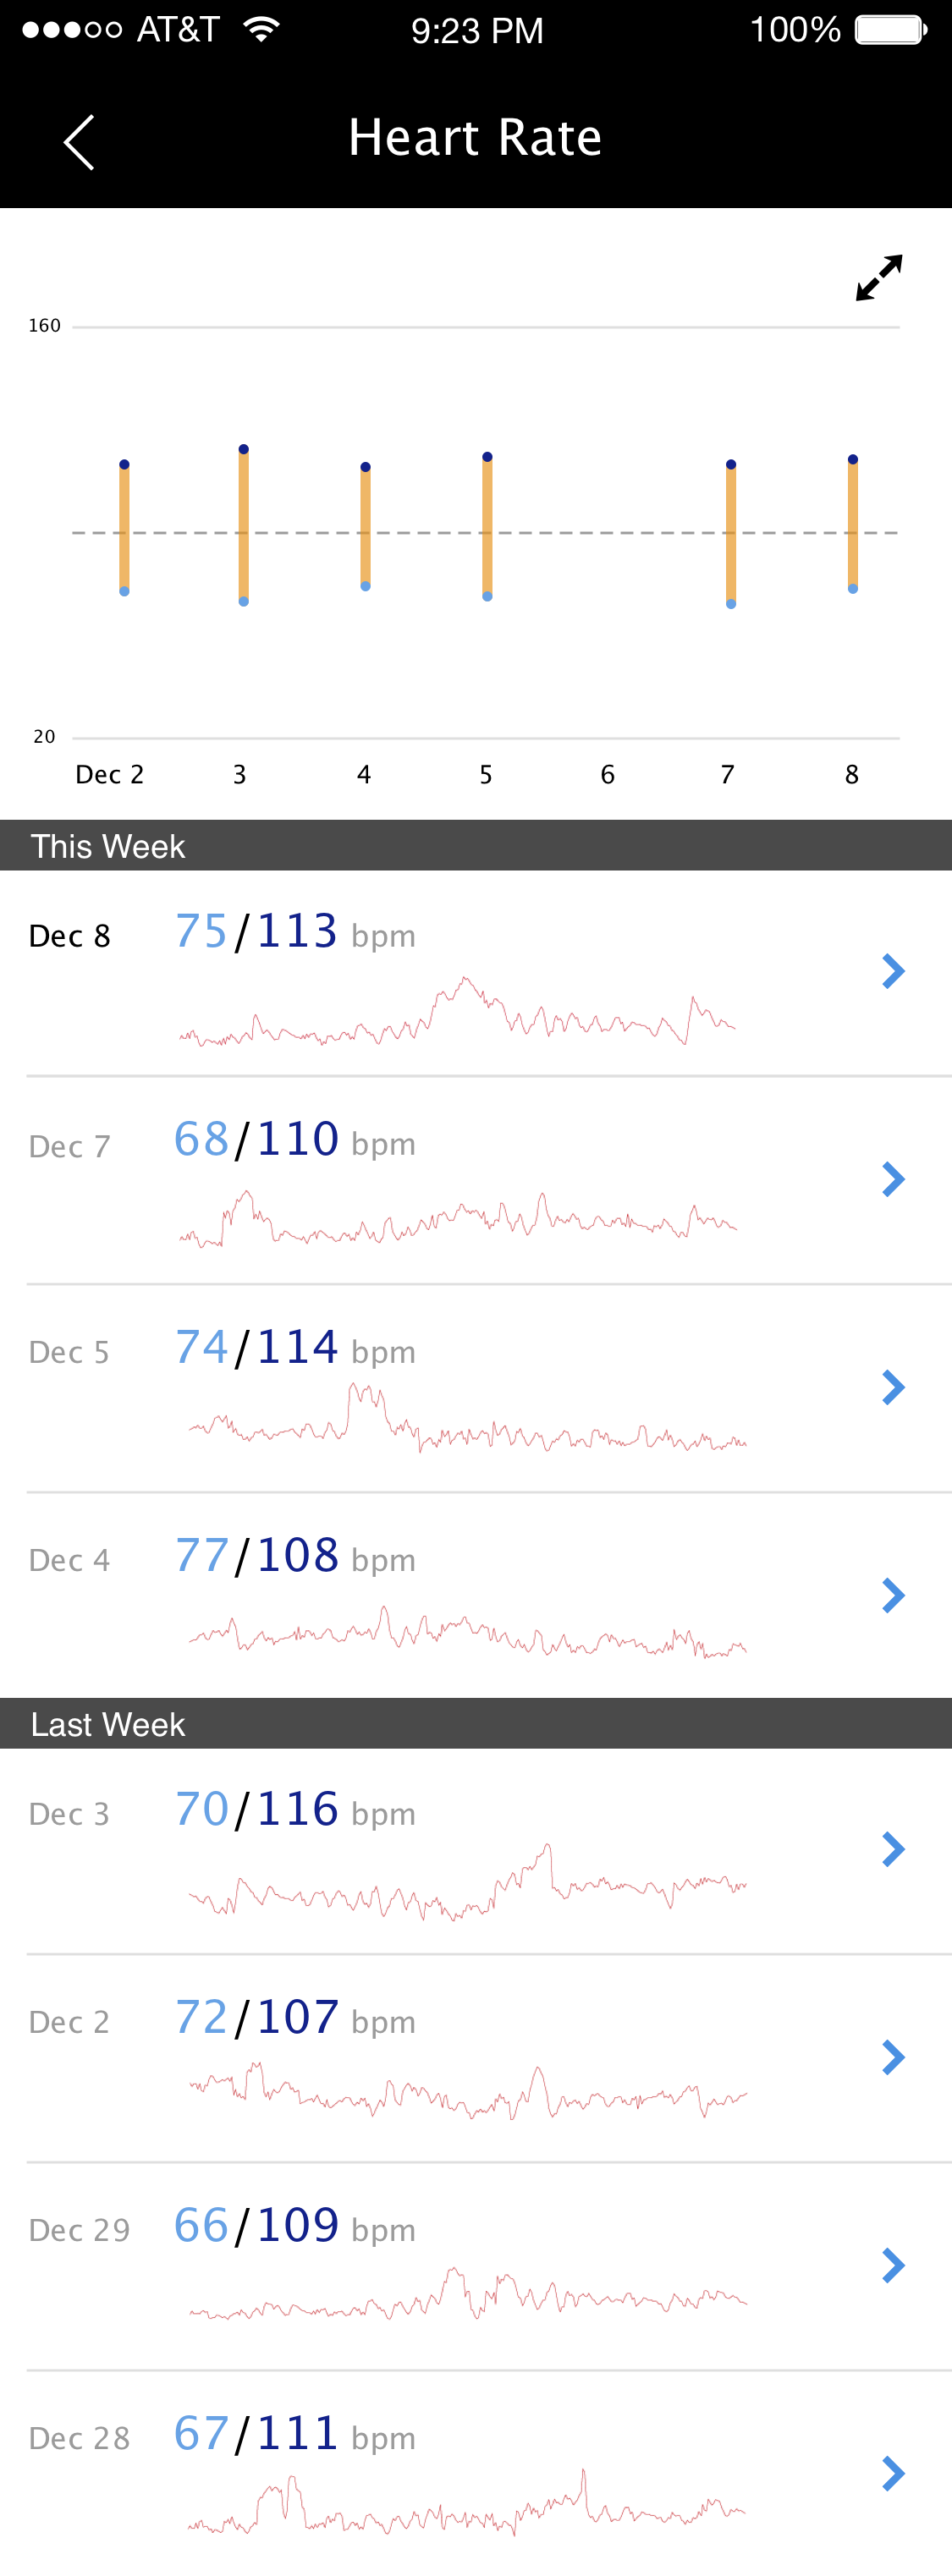 AT&T 9:23 PM 100%
Heart Rate
160
20
Dec 2 3 4 5 6 7 8
This Week
Dec 8 75/113 bpm
Dec 7 68/110 bpm
Dec 5 74/114 bpm
Dec 4 77/108 bpm
Last Week
Dec 3 70/116 bpm
Dec 2 72/107 bpm
Dec 29 66/109 bpm
Dec 28 67/111 bpm